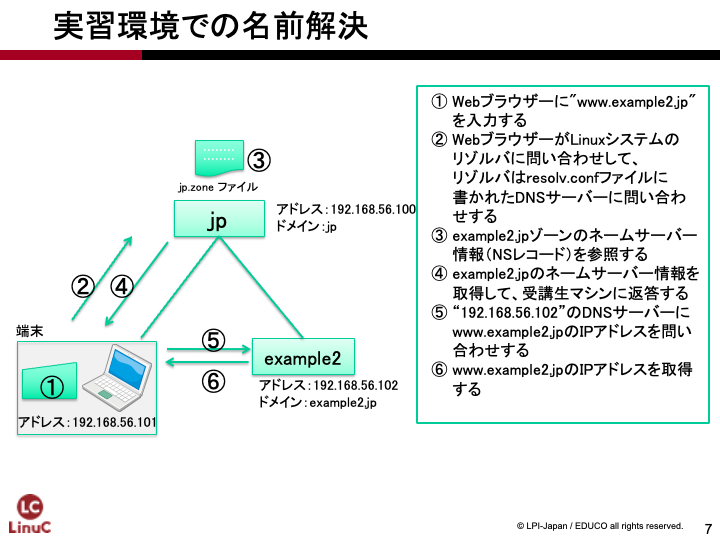 実習環境での名前解決
③
jp.zone ファイル
jp
アドレス：192.168.56.100
ドメイン：jp
② ④
端末
①
アドレス：192.168.56.101
⑤
⑥
example2
アドレス：192.168.56.102
ドメイン：example2.jp
① Webブラウザーに"www.example2.jp"
を入力する
② WebブラウザーがLinuxシステムの
リゾルバに問い合わせして、
リゾルバはresolv.confファイルに
書かれたDNSサーバーに問い合わ
せする
③ example2.jpゾーンのネームサーバー
情報（NSレコード）を参照する
④ example2.jpのネームサーバー情報を
取得して、受講生マシンに返答する
⑤ “192.168.56.102”のDNSサーバーに
www.example2.jpのIPアドレスを問い
合わせする
⑥ www.example2.jpのIPアドレスを取得
する
LC
LinuC
© LPI-Japan / EDUCO all rights reserved.
7